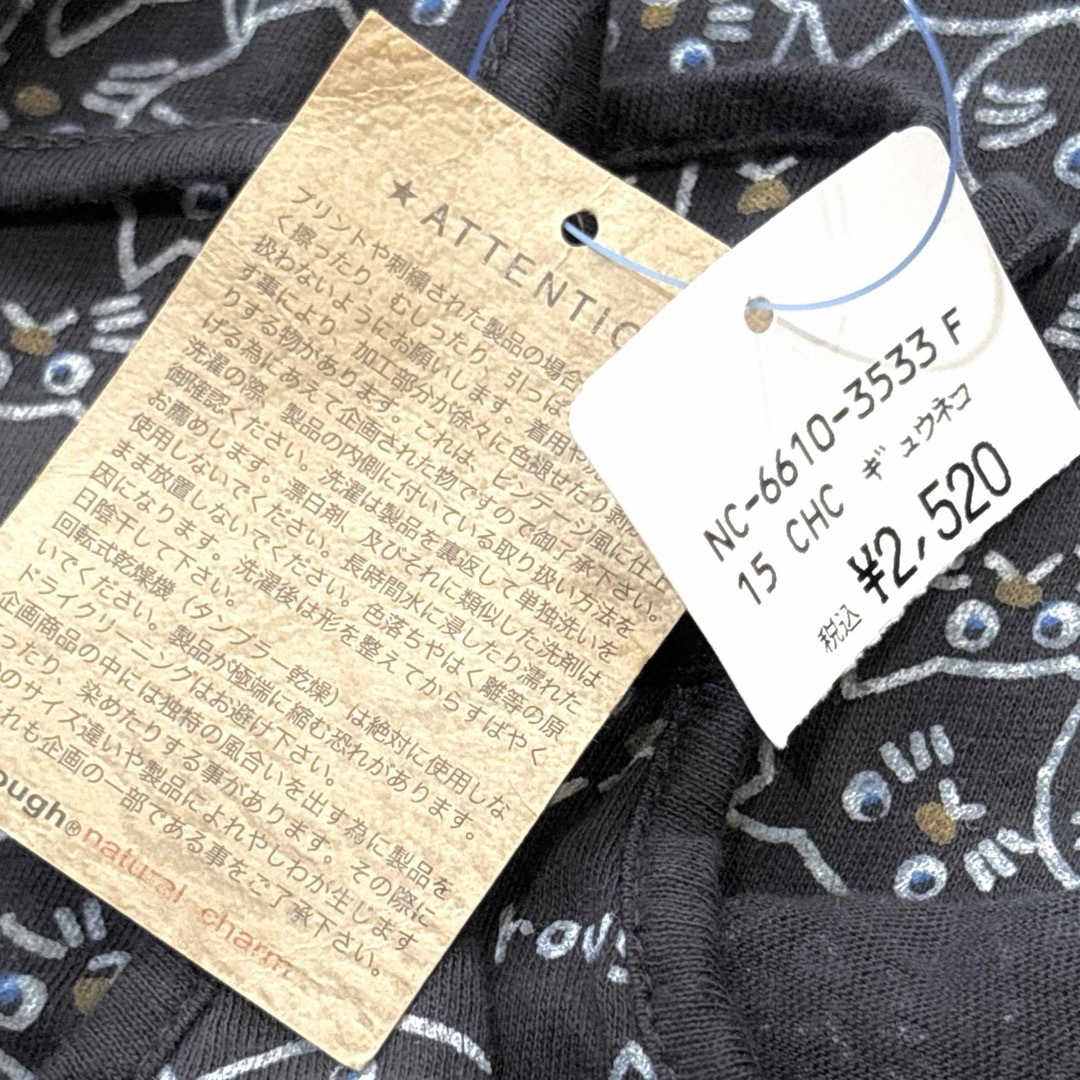 ★ATTENTIO
プリントや刺繍された製品の場合
く擦ったり、むしったり、引っぱ
扱わないようにお願いします。着用や
す事により、加工部分が徐々に色褪せたり剥
りする物があります。これは、ビンテージ風に仕上
げる為にあえて企画された物ですので御了承下さい。
洗濯の際、製品の内側に付いている取り扱い方法を
御確認ください。洗濯は製品を裏返して単独洗いを
お薦めします。漂白剤、及びそれに類似した洗剤は
使用しないでください。長時間水に浸したり濡れた
まま放置しないでください。色落ちやはく離等の原
因になります。洗濯後は形を整えてからすばやく
日陰干して下さい。
回転式乾燥機（タンブラー乾燥）は絶対に使用しな
いでください。製品が極端に縮む恐れがあります。
ドライクリーニングはお避け下さい。
企画商品の中には独特の風合いを出す為に製品を
ったり、染めたりする事があります。その際に
のサイズ違いや製品によれやしわが生じます
れも企画の一部である事をご了承下さい。
ough®natural charm
NC-6610-3533 F
15 CHC ギュウネコ
税込 ¥2,520
roug